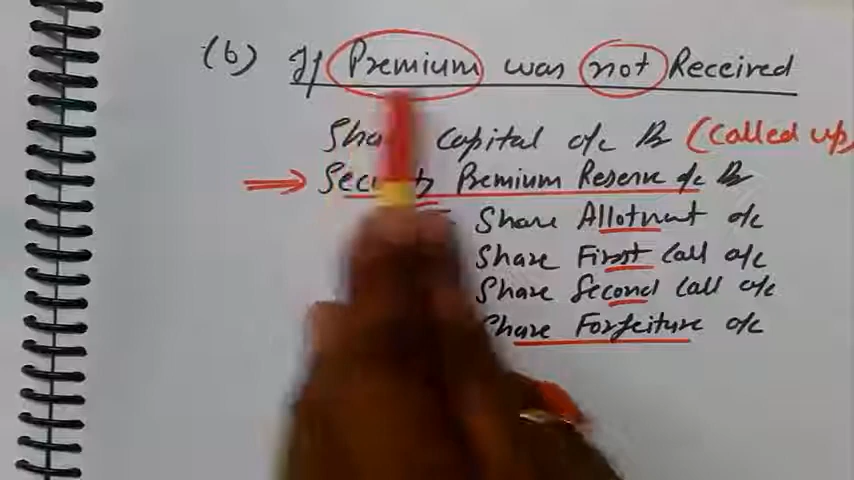 (b) If Premium was not Received
Share Capital a/c Dr (Called up)
Security Premium Reserve a/c Dr
Share Allotment a/c
Share First Call a/c
Share Second Call a/c
Share Forfeiture a/c